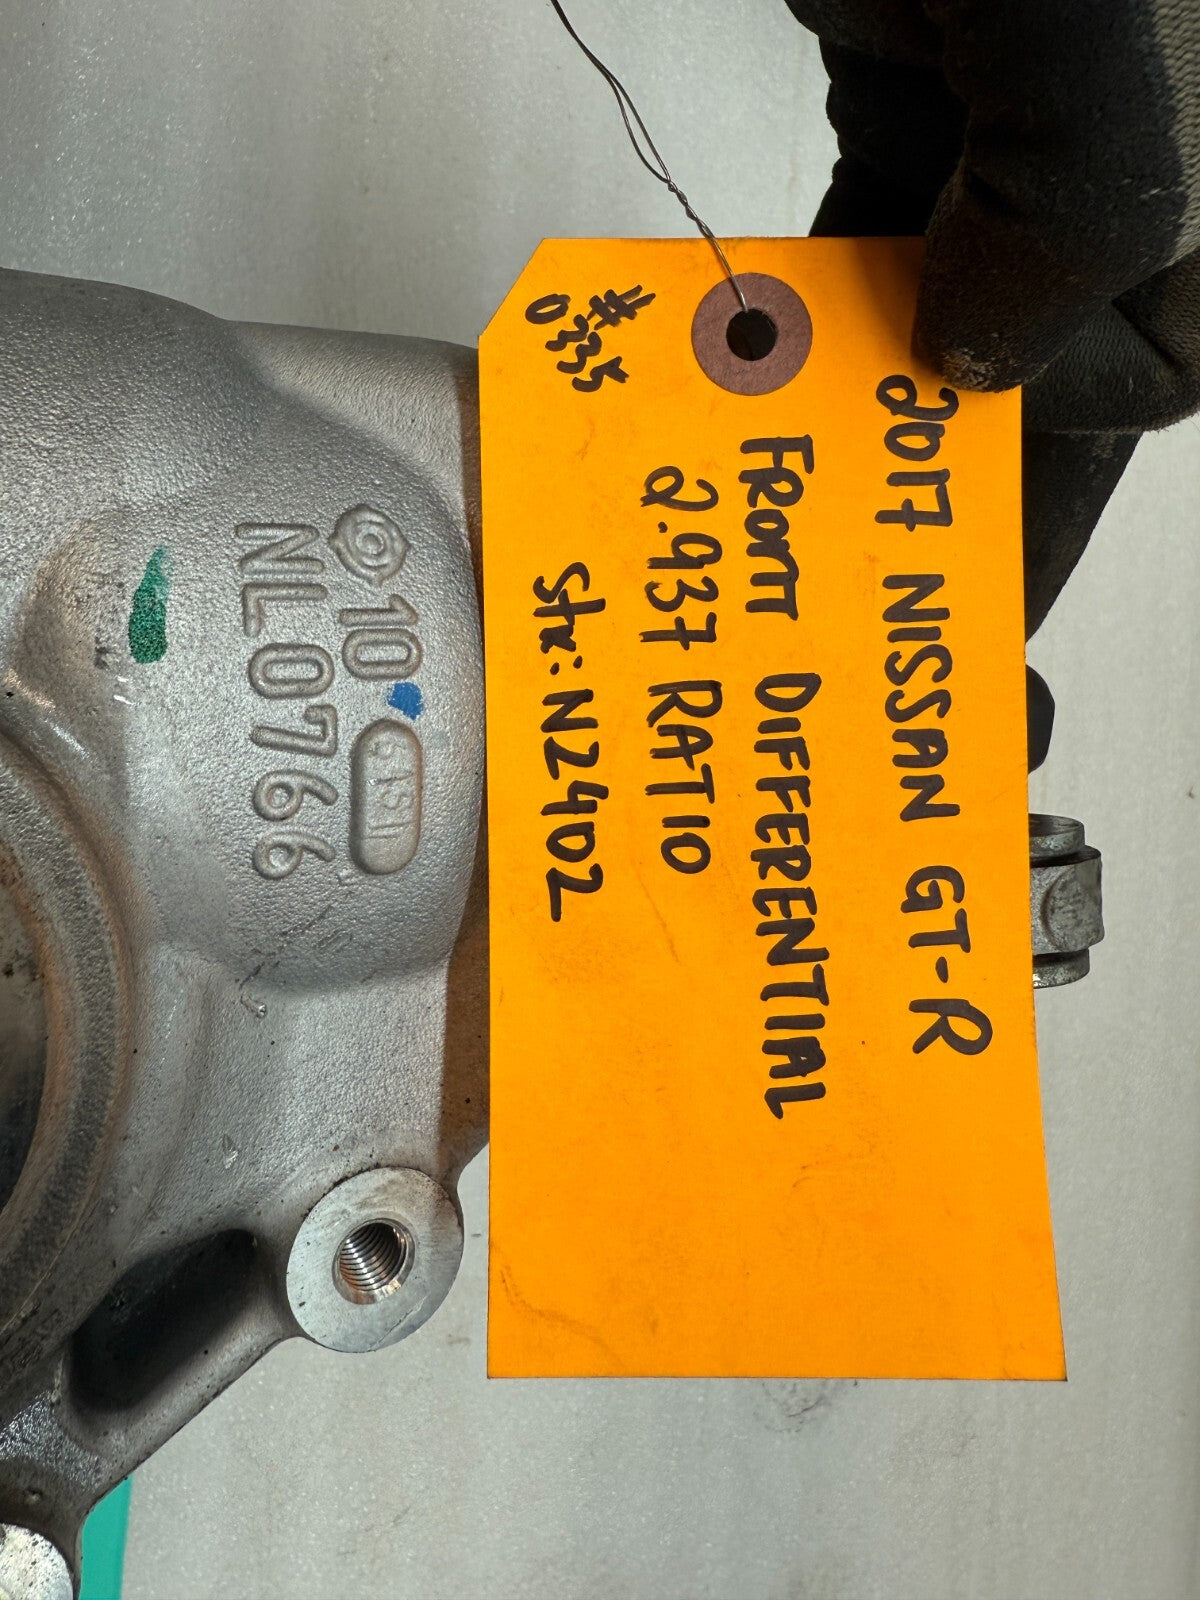 2017 NISSAN GT-R
FRONT DIFFERENTIAL
2.937 RATIO
Stk: N2402
#
0335
10
NL0766